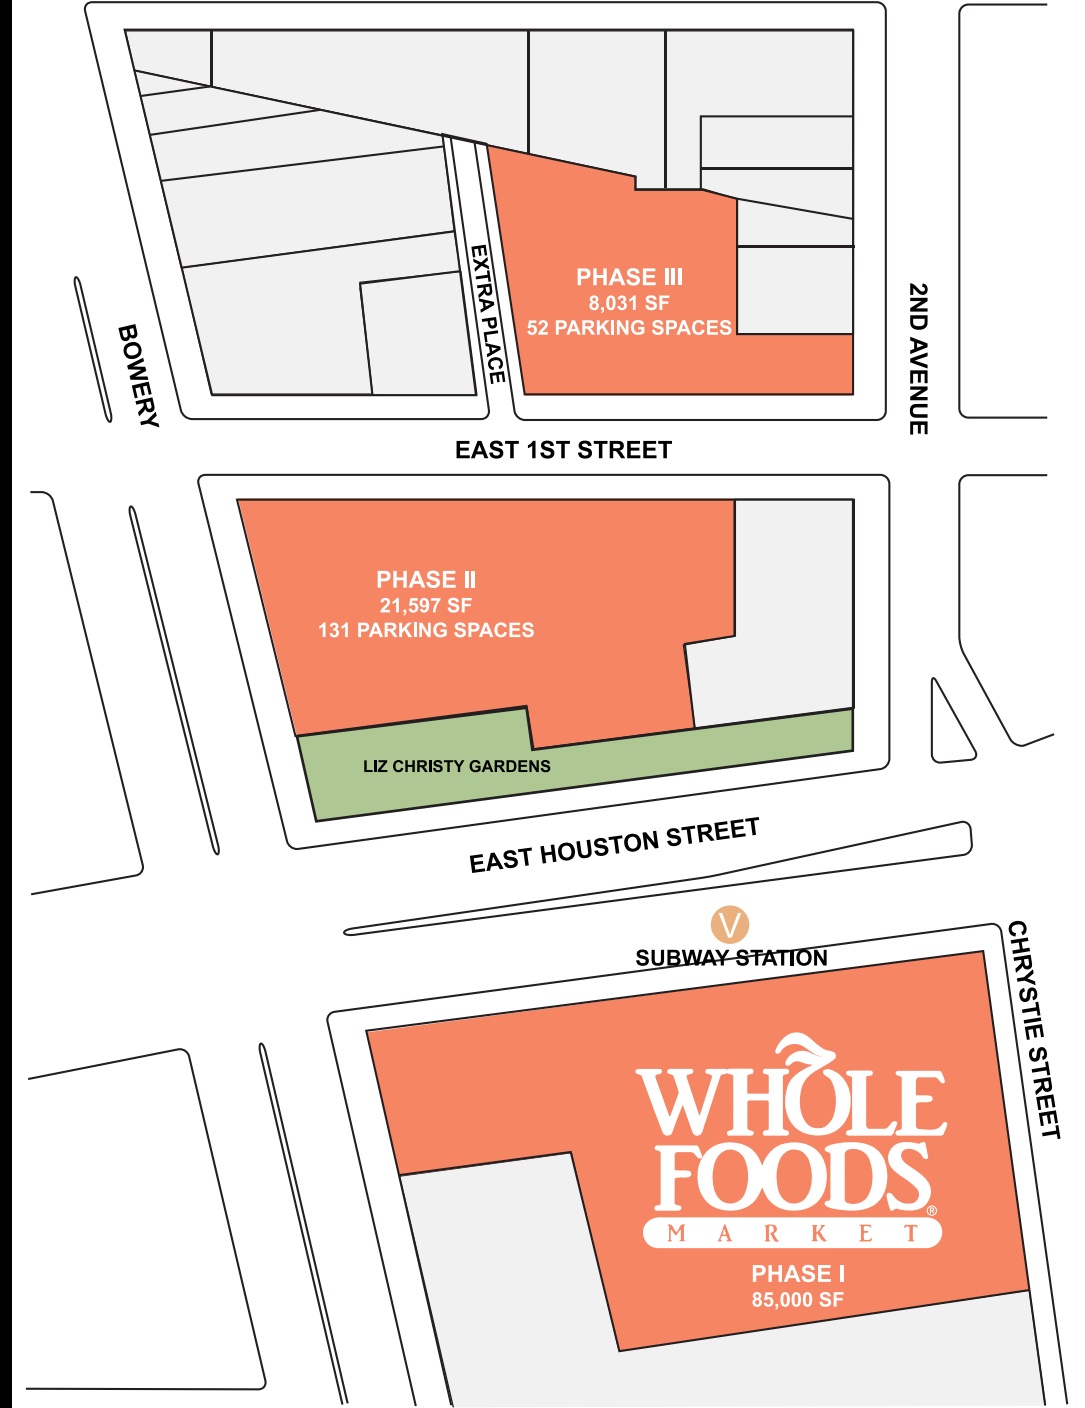 EXTRA PLACE
PHASE III
8,031 SF
52 PARKING SPACES
BOWERY
2ND AVENUE
EAST 1ST STREET
PHASE II
21,597 SF
131 PARKING SPACES
LIZ CHRISTY GARDENS
EAST HOUSTON STREET
V
SUBWAY STATION
CHRYSTIE STREET
WHOLE
FOODS®
MARKET
PHASE I
85,000 SF